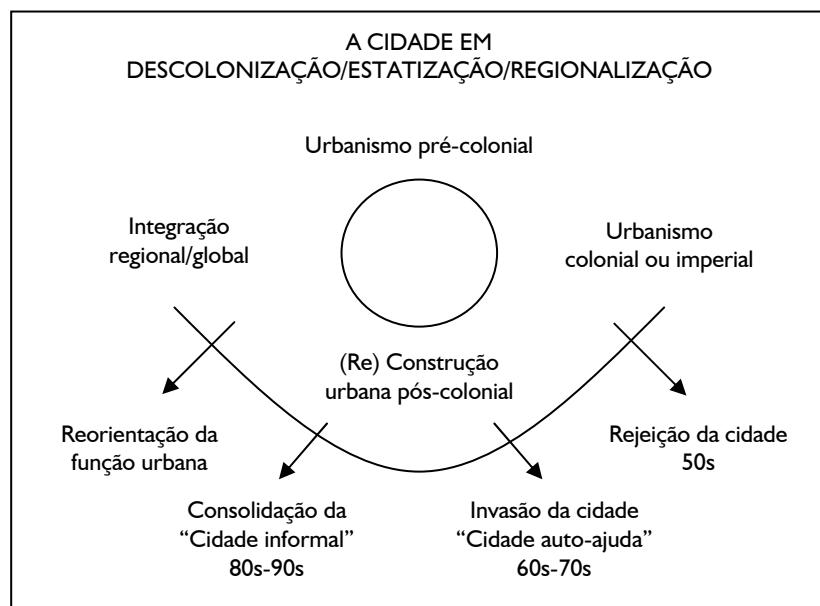 A CIDADE EM
DESCOLONIZAÇÃO/ESTATIZAÇÃO/REGIONALIZAÇÃO
Urbanismo pré-colonial
Integração
regional/global
Urbanismo
colonial ou imperial
(Re) Construção
urbana pós-colonial
Reorientação da
função urbana
Rejeição da cidade
50s
Consolidação da
“Cidade informal”
80s-90s
Invasão da cidade
“Cidade auto-ajuda”
60s-70s